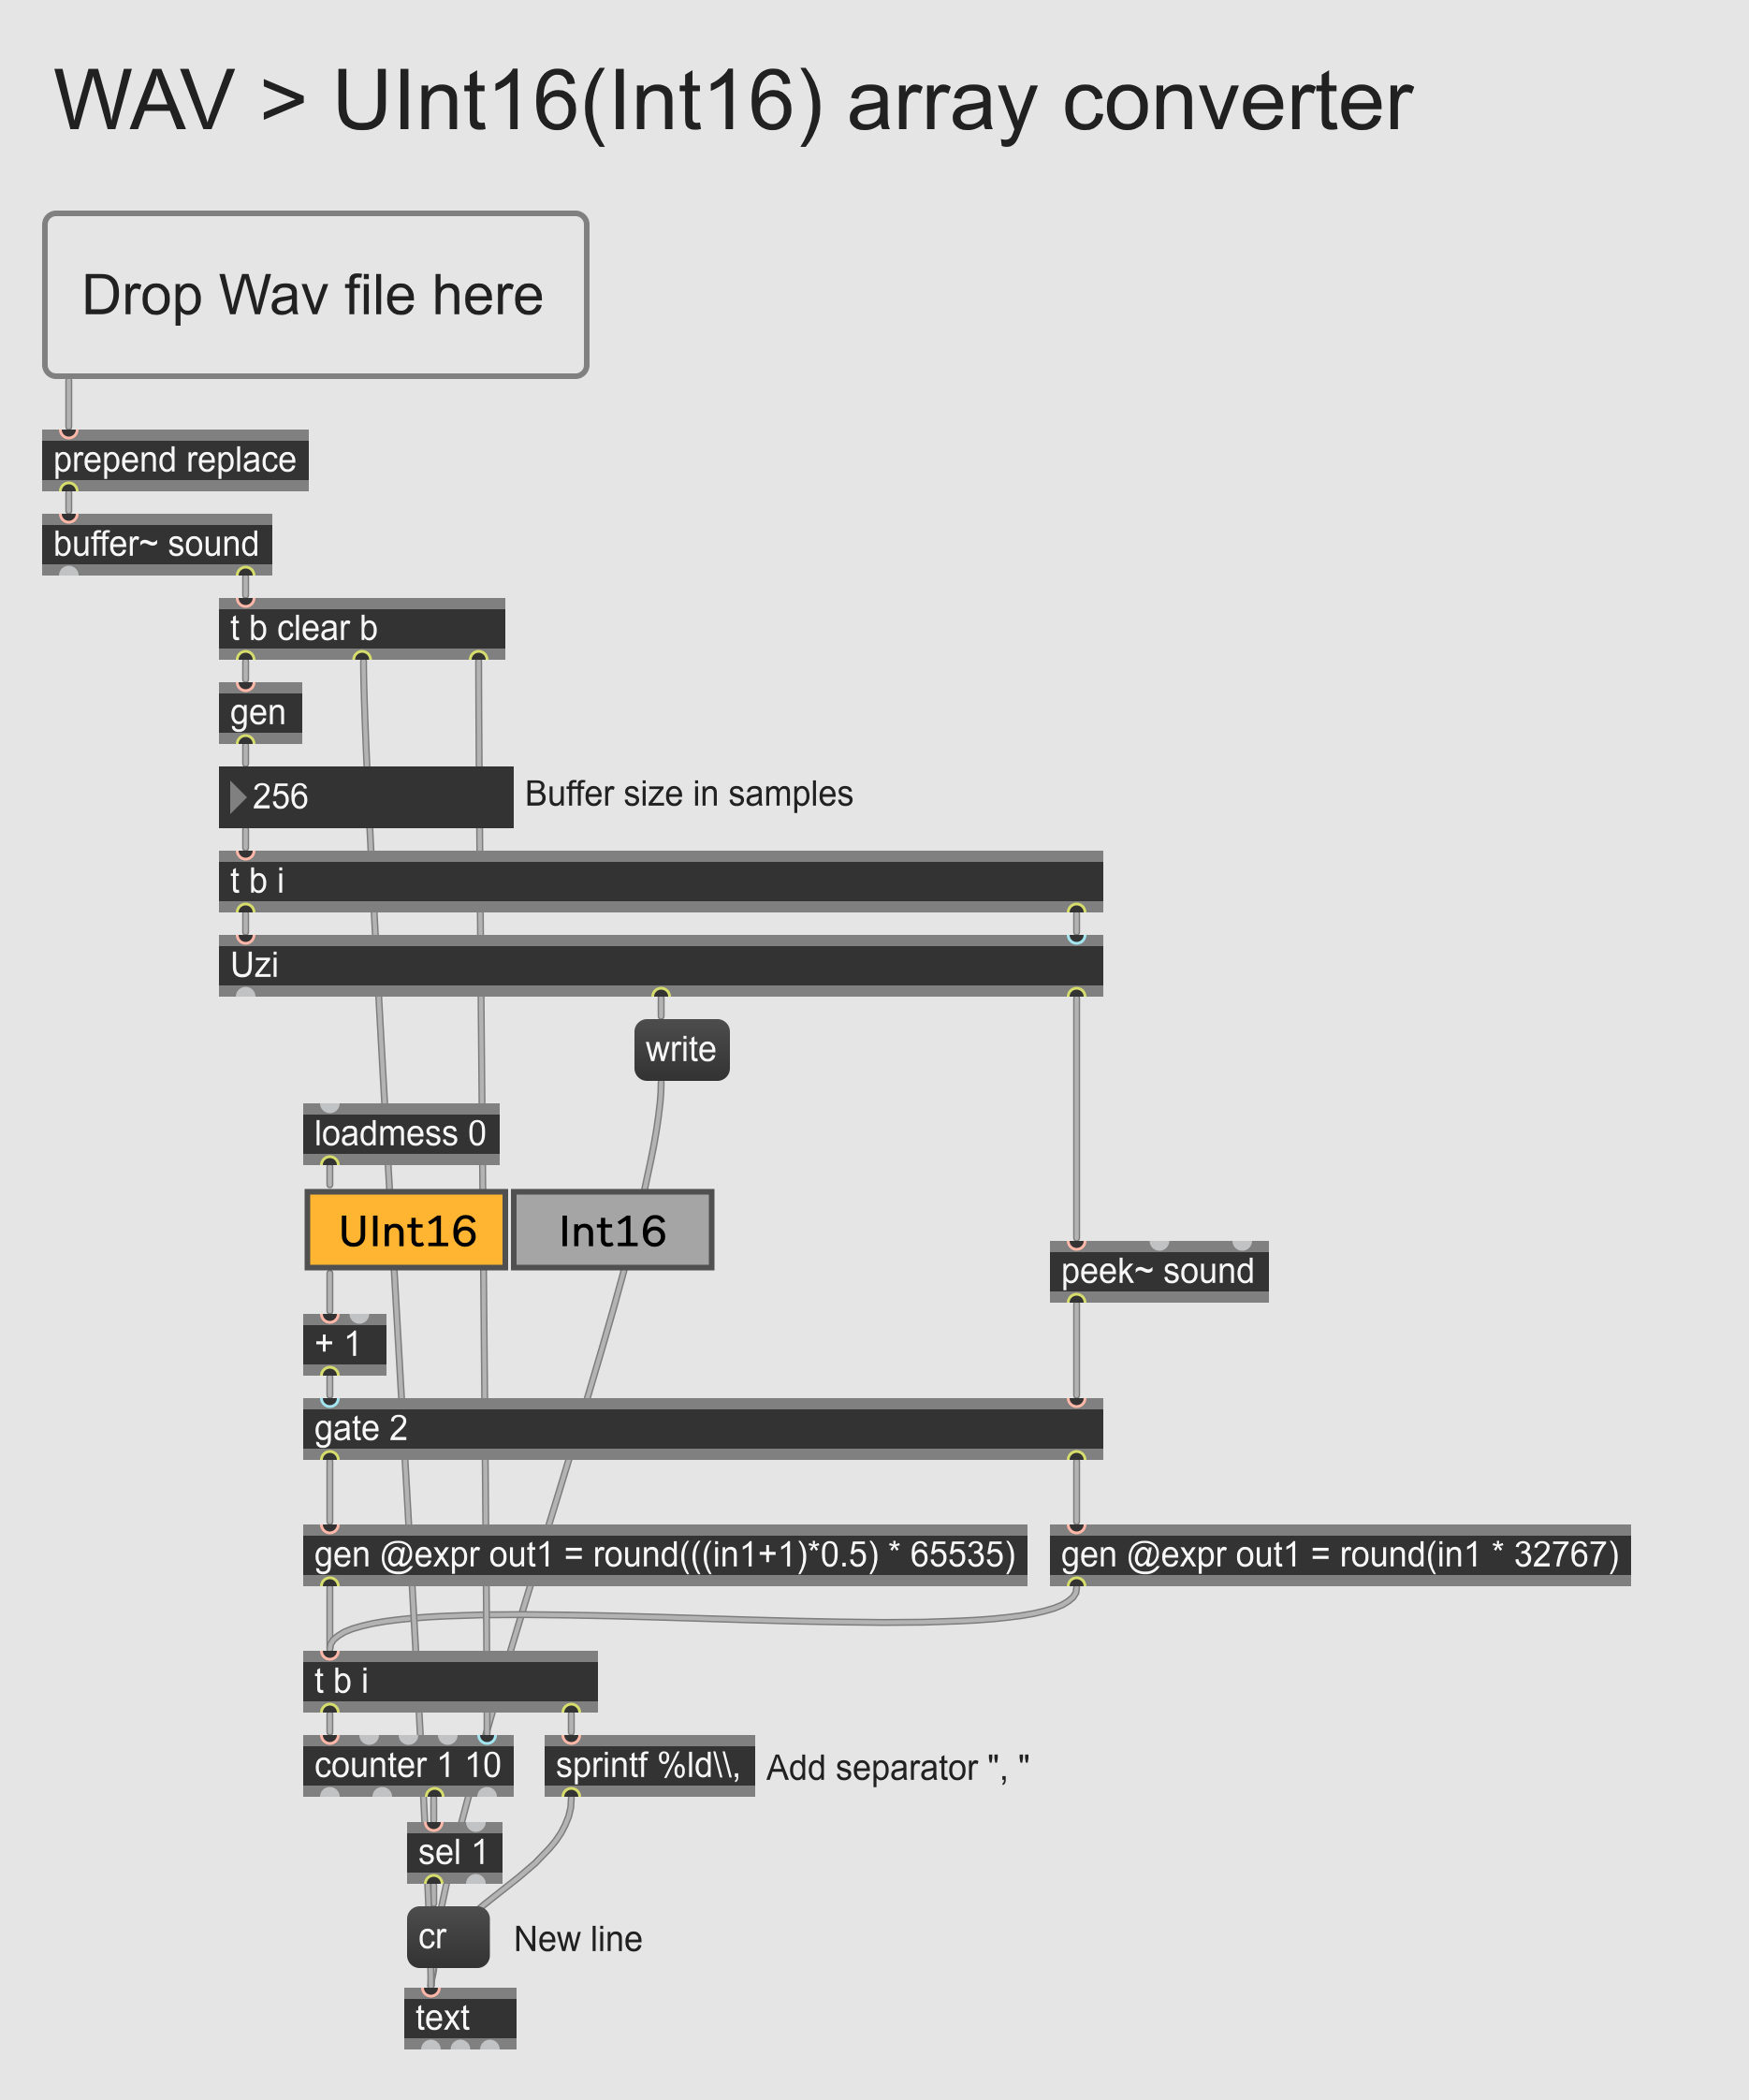 WAV > UInt16(Int16) array converter
Drop Wav file here
prepend replace
buffer~ sound
t b clear b
gen
256
Buffer size in samples
t b i
Uzi
write
loadmess 0
UInt16
Int16
peek~ sound
+ 1
gate 2
gen @expr out1 = round(((in1+1)*0.5) * 65535)
gen @expr out1 = round(in1 * 32767)
t b i
counter 1 10
sprintf %ld\\,
Add separator ", "
sel 1
cr
New line
text